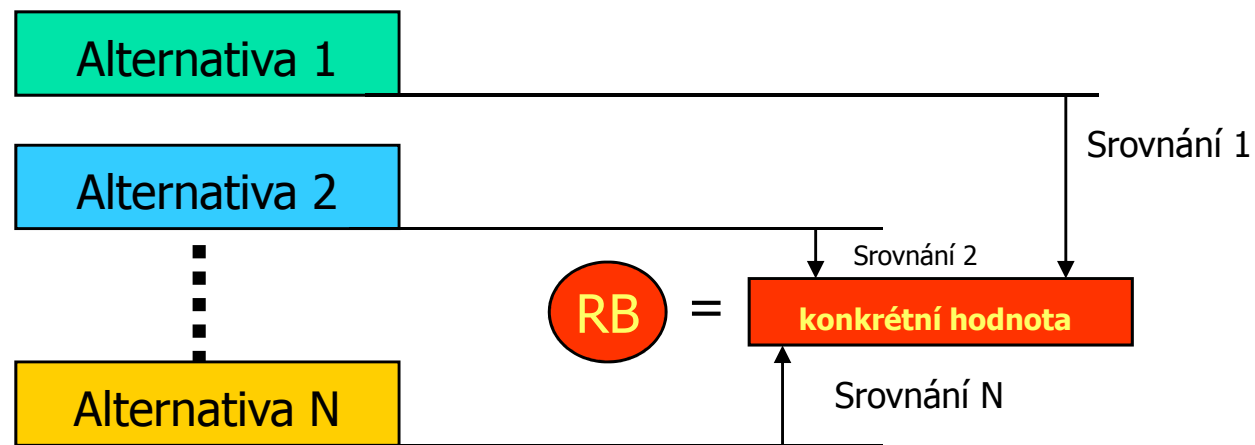 Alternativa 1
Srovnání 1
Alternativa 2
Srovnání 2
RB = konkrétní hodnota
Alternativa N
Srovnání N